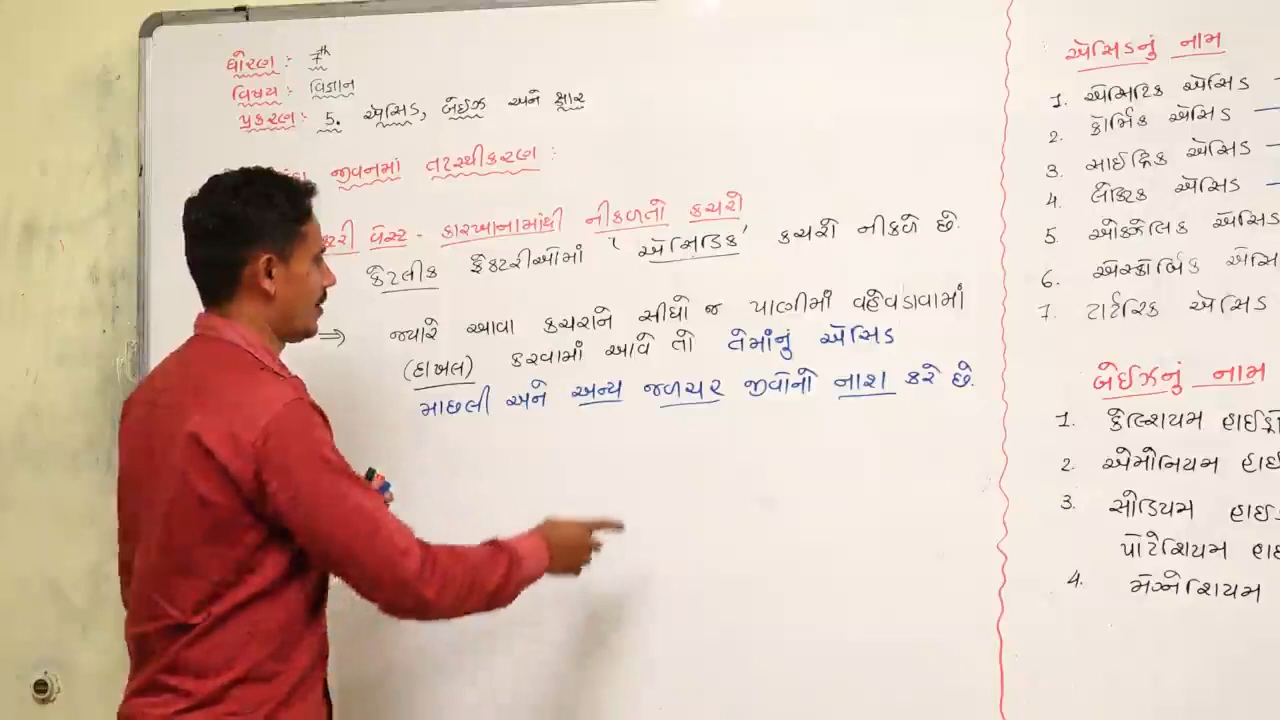 ધોરણ : 7th
વિષય : વિજ્ઞાન
પ્રકરણ : 5. એસિડ, બેઈઝ અને ક્ષાર
જીવનમાં તટસ્થીકરણ :
વેસ્ટ - કારખાનામાંથી નીકળતો કચરો
કેટલીક ફેક્ટરીઓમાં ' એસિડિક' કચરો નીકળે છે.
⇒ જ્યારે આવા કચરાને સીધો જ પાણીમાં વહેવડાવામાં
(દાખલ) કરવામાં આવે તો તેમાંનું એસિડ
માછલી અને અન્ય જળચર જીવોનો નાશ કરે છે.
એસિડનું નામ
1. એસિટિક એસિડ
2. ફોર્મિક એસિડ
3. સાઈટ્રિક એસિડ
4. લેક્ટિક એસિડ
5. ઓક્ઝેલિક એસિડ
6. એસ્કોર્બિક એસિ
7. ટાર્ટરિક એસિડ
બેઈઝનું નામ
1. કેલ્શિયમ હાઈડ્રો
2. એમોનિયમ હાઈ
3. સોડિયમ હાઈ
પોટેશિયમ હાઈ
4. મેગ્નેશિયમ